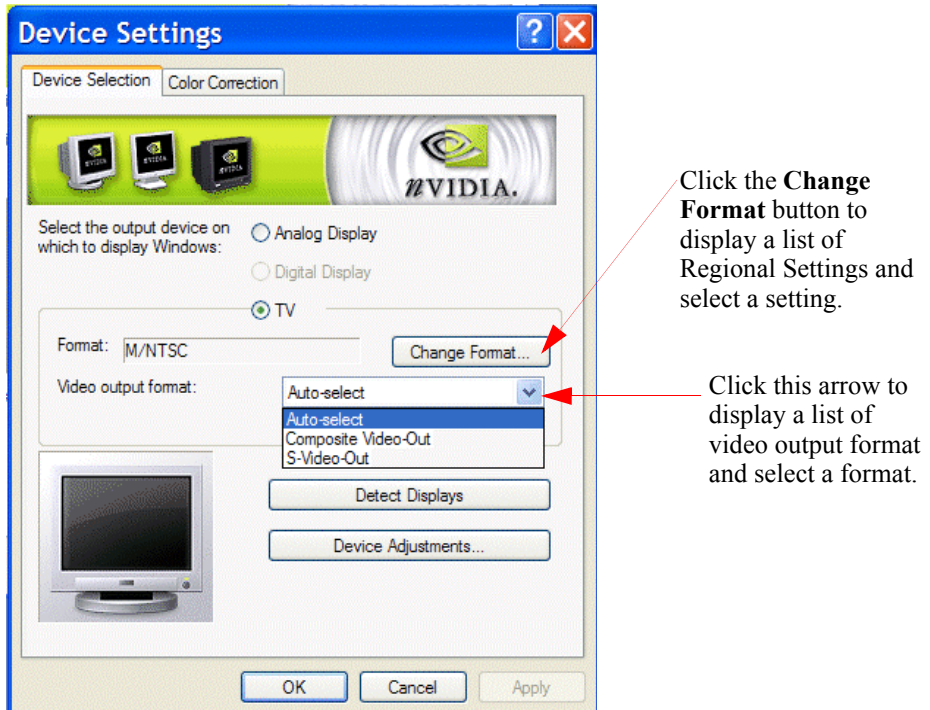 Device Settings
Device Selection
Color Correction
NVIDIA
NVIDIA
NVIDIA
nVIDIA.
Select the output device on
which to display Windows:
Analog Display
Digital Display
TV
Format:
M/NTSC
Change Format...
Video output format:
Auto-select
Auto-select
Composite Video-Out
S-Video-Out
Detect Displays
Device Adjustments...
OK
Cancel
Apply
Click the Change
Format button to
display a list of
Regional Settings and
select a setting.
Click this arrow to
display a list of
video output format
and select a format.